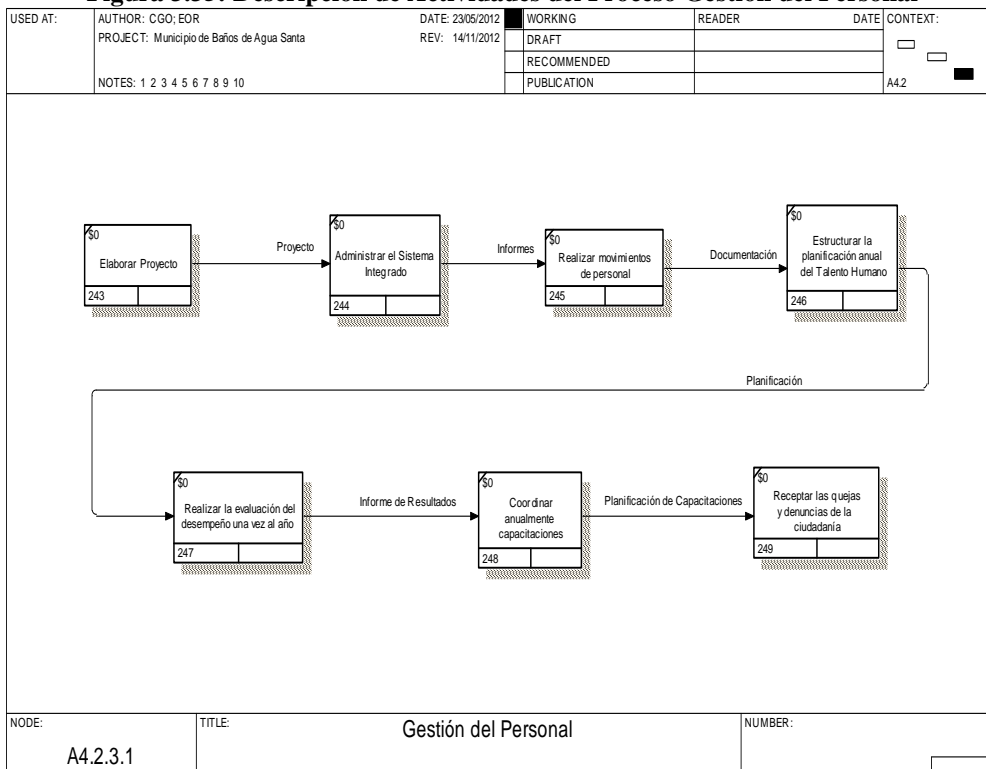 Figura 3.55: Descripción de Actividades del Proceso Gestión del Personal
USED AT:
AUTHOR: CGO; EOR
DATE: 23/05/2012
WORKING
READER
DATE
CONTEXT:
PROJECT: Municipio de Baños de Agua Santa
REV: 14/11/2012
DRAFT
RECOMMENDED
NOTES: 1 2 3 4 5 6 7 8 9 10
PUBLICATION
A4.2
$0
Elaborar Proyecto
243
Proyecto
$0
Administrar el Sistema
Integrado
244
Informes
$0
Realizar movimientos
de personal
245
Documentación
$0
Estructurar la
planificación anual
del Talento Humano
246
Planificación
$0
Realizar la evaluación del
desempeño una vez al año
247
Informe de Resultados
$0
Coordinar
anualmente
capacitaciones
248
Planificación de Capacitaciones
$0
Receptar las quejas
y denuncias de la
ciudadanía
249
NODE:
A4.2.3.1
TITLE:
Gestión del Personal
NUMBER: